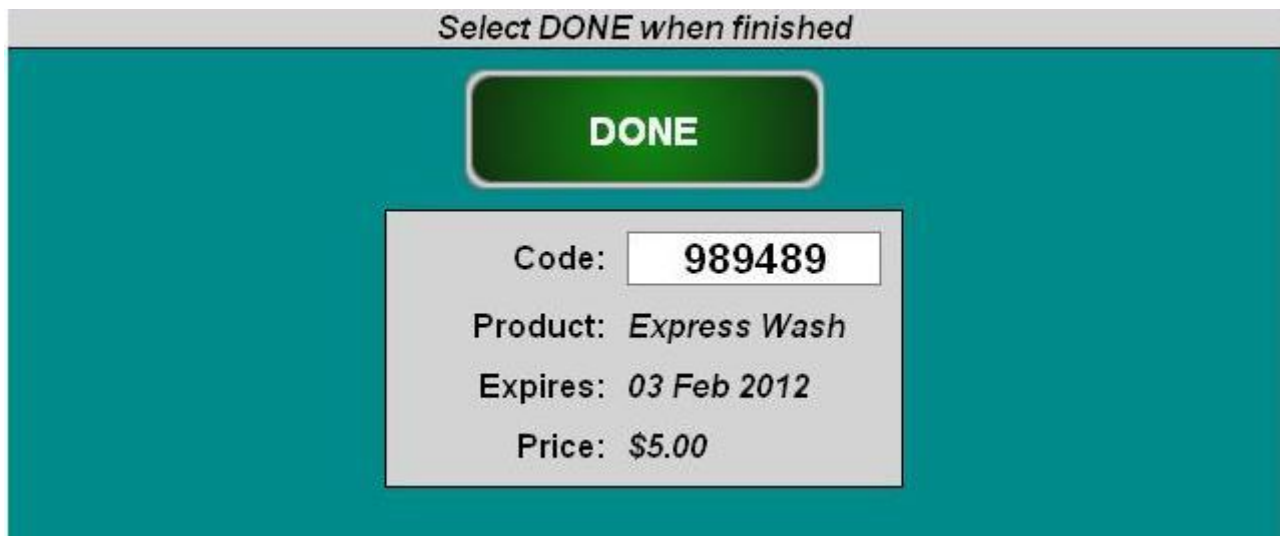 Select DONE when finished
DONE
Code: 989489
Product: Express Wash
Expires: 03 Feb 2012
Price: $5.00